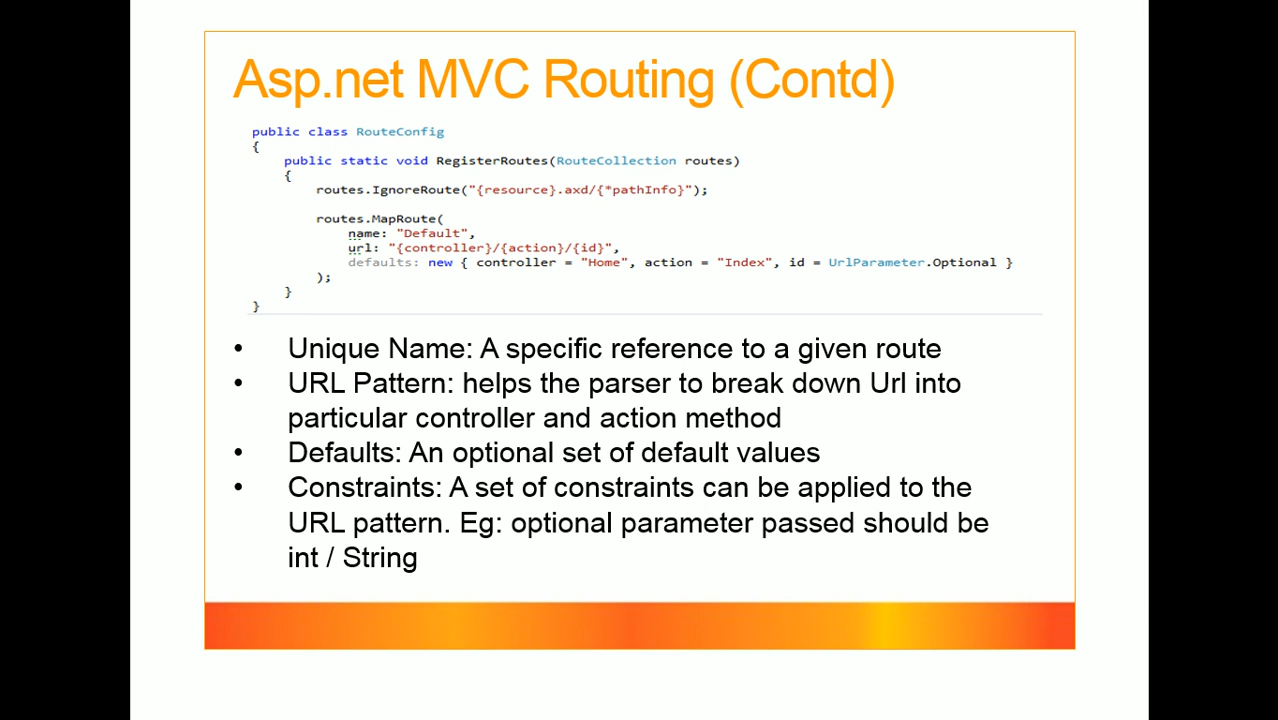 Asp.net MVC Routing (Contd)
public class RouteConfig
{
public static void RegisterRoutes(RouteCollection routes)
{
routes.IgnoreRoute("{resource}.axd/{*pathInfo}");
routes.MapRoute(
name: "Default",
url: "{controller}/{action}/{id}",
defaults: new { controller = "Home", action = "Index", id = UrlParameter.Optional }
);
}
}
• Unique Name: A specific reference to a given route
• URL Pattern: helps the parser to break down Url into
particular controller and action method
• Defaults: An optional set of default values
• Constraints: A set of constraints can be applied to the
URL pattern. Eg: optional parameter passed should be
int / String